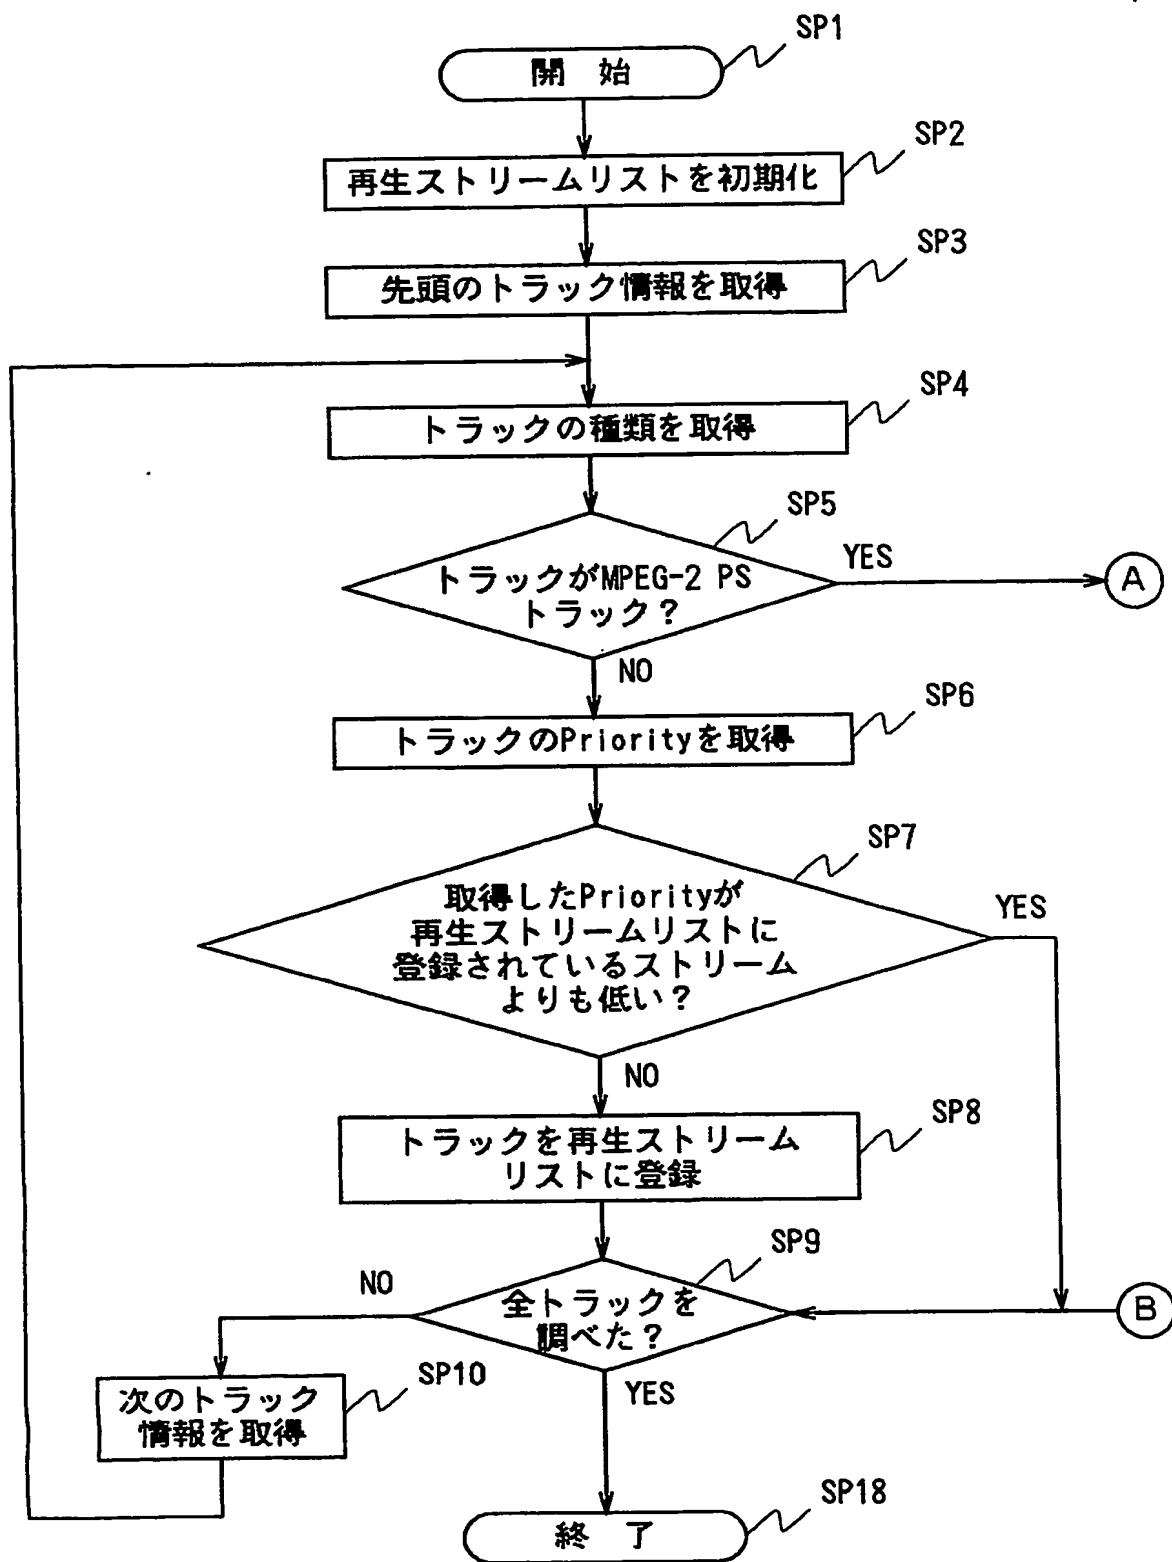 SP1
開 始
SP2
再生ストリームリストを初期化
SP3
先頭のトラック情報を取得
SP4
トラックの種類を取得
SP5
トラックがMPEG-2 PS
トラック?
YES
A
NO
SP6
トラックのPriorityを取得
SP7
取得したPriorityが
再生ストリームリストに
登録されているストリーム
よりも低い?
YES
NO
SP8
トラックを再生ストリーム
リストに登録
SP9
全トラックを
調べた?
NO
B
SP10
次のトラック
情報を取得
YES
SP18
終 了